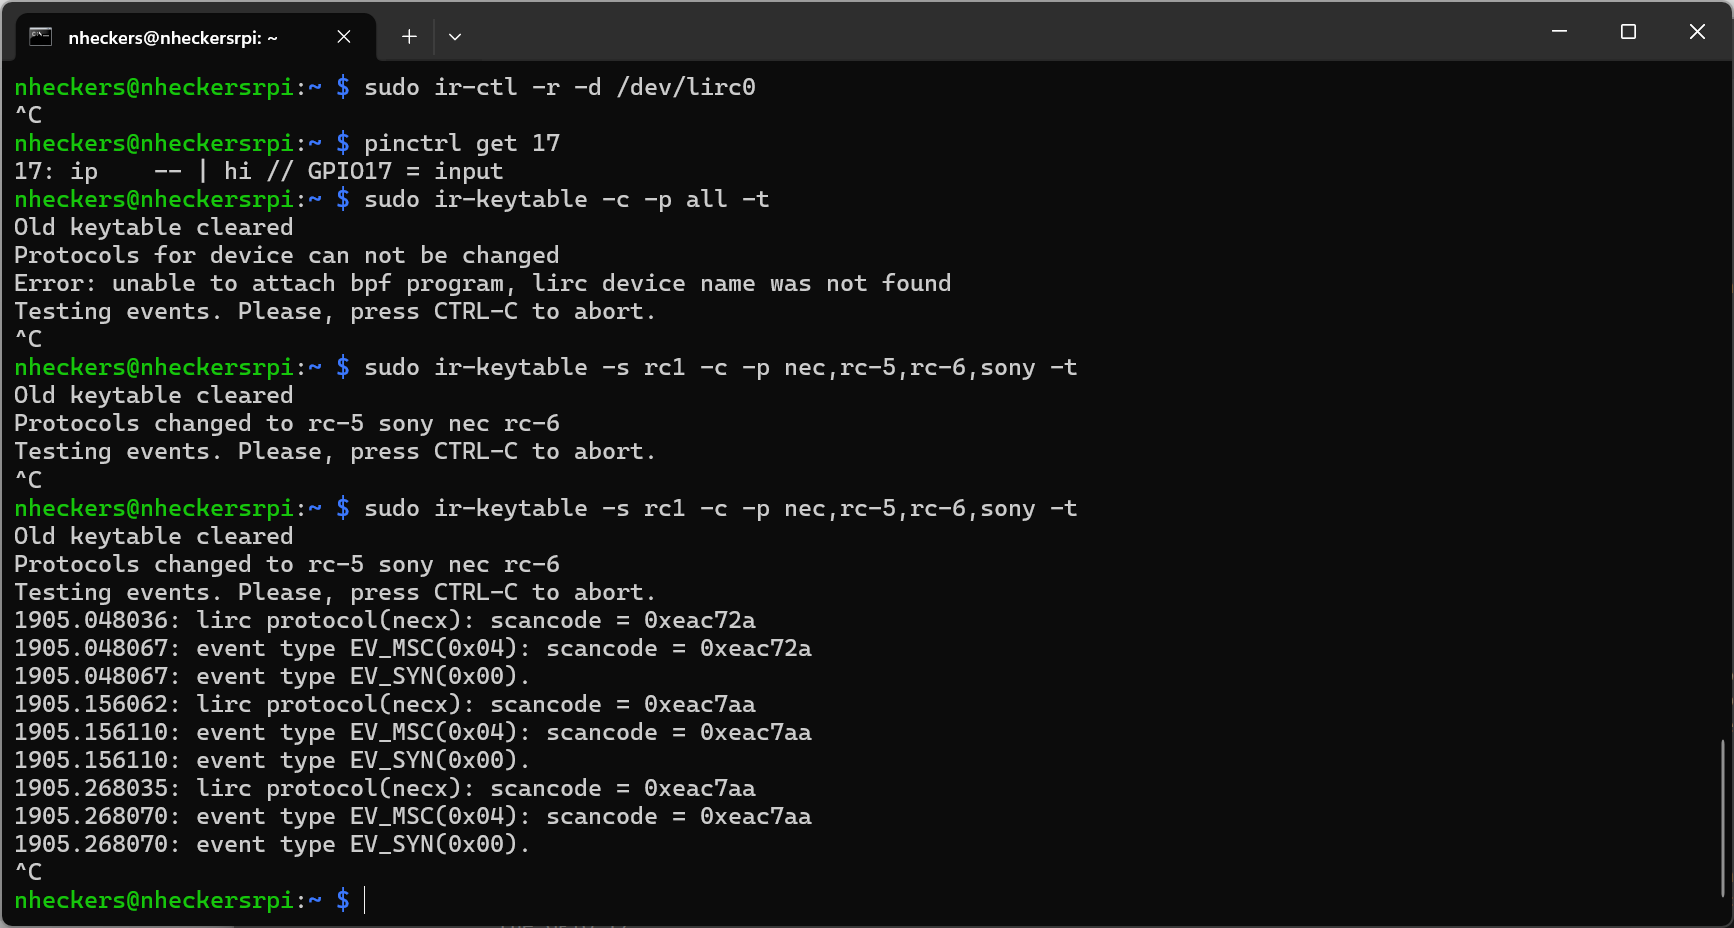 nheckers@nheckersrpi: ~
nheckers@nheckersrpi:~ $ sudo ir-ctl -r -d /dev/lirc0
^C
nheckers@nheckersrpi:~ $ pinctrl get 17
17: ip    -- | hi // GPIO17 = input
nheckers@nheckersrpi:~ $ sudo ir-keytable -c -p all -t
Old keytable cleared
Protocols for device can not be changed
Error: unable to attach bpf program, lirc device name was not found
Testing events. Please, press CTRL-C to abort.
^C
nheckers@nheckersrpi:~ $ sudo ir-keytable -s rc1 -c -p nec,rc-5,rc-6,sony -t
Old keytable cleared
Protocols changed to rc-5 sony nec rc-6
Testing events. Please, press CTRL-C to abort.
^C
nheckers@nheckersrpi:~ $ sudo ir-keytable -s rc1 -c -p nec,rc-5,rc-6,sony -t
Old keytable cleared
Protocols changed to rc-5 sony nec rc-6
Testing events. Please, press CTRL-C to abort.
1905.048036: lirc protocol(necx): scancode = 0xeac72a
1905.048067: event type EV_MSC(0x04): scancode = 0xeac72a
1905.048067: event type EV_SYN(0x00).
1905.156062: lirc protocol(necx): scancode = 0xeac7aa
1905.156110: event type EV_MSC(0x04): scancode = 0xeac7aa
1905.156110: event type EV_SYN(0x00).
1905.268035: lirc protocol(necx): scancode = 0xeac7aa
1905.268070: event type EV_MSC(0x04): scancode = 0xeac7aa
1905.268070: event type EV_SYN(0x00).
^C
nheckers@nheckersrpi:~ $